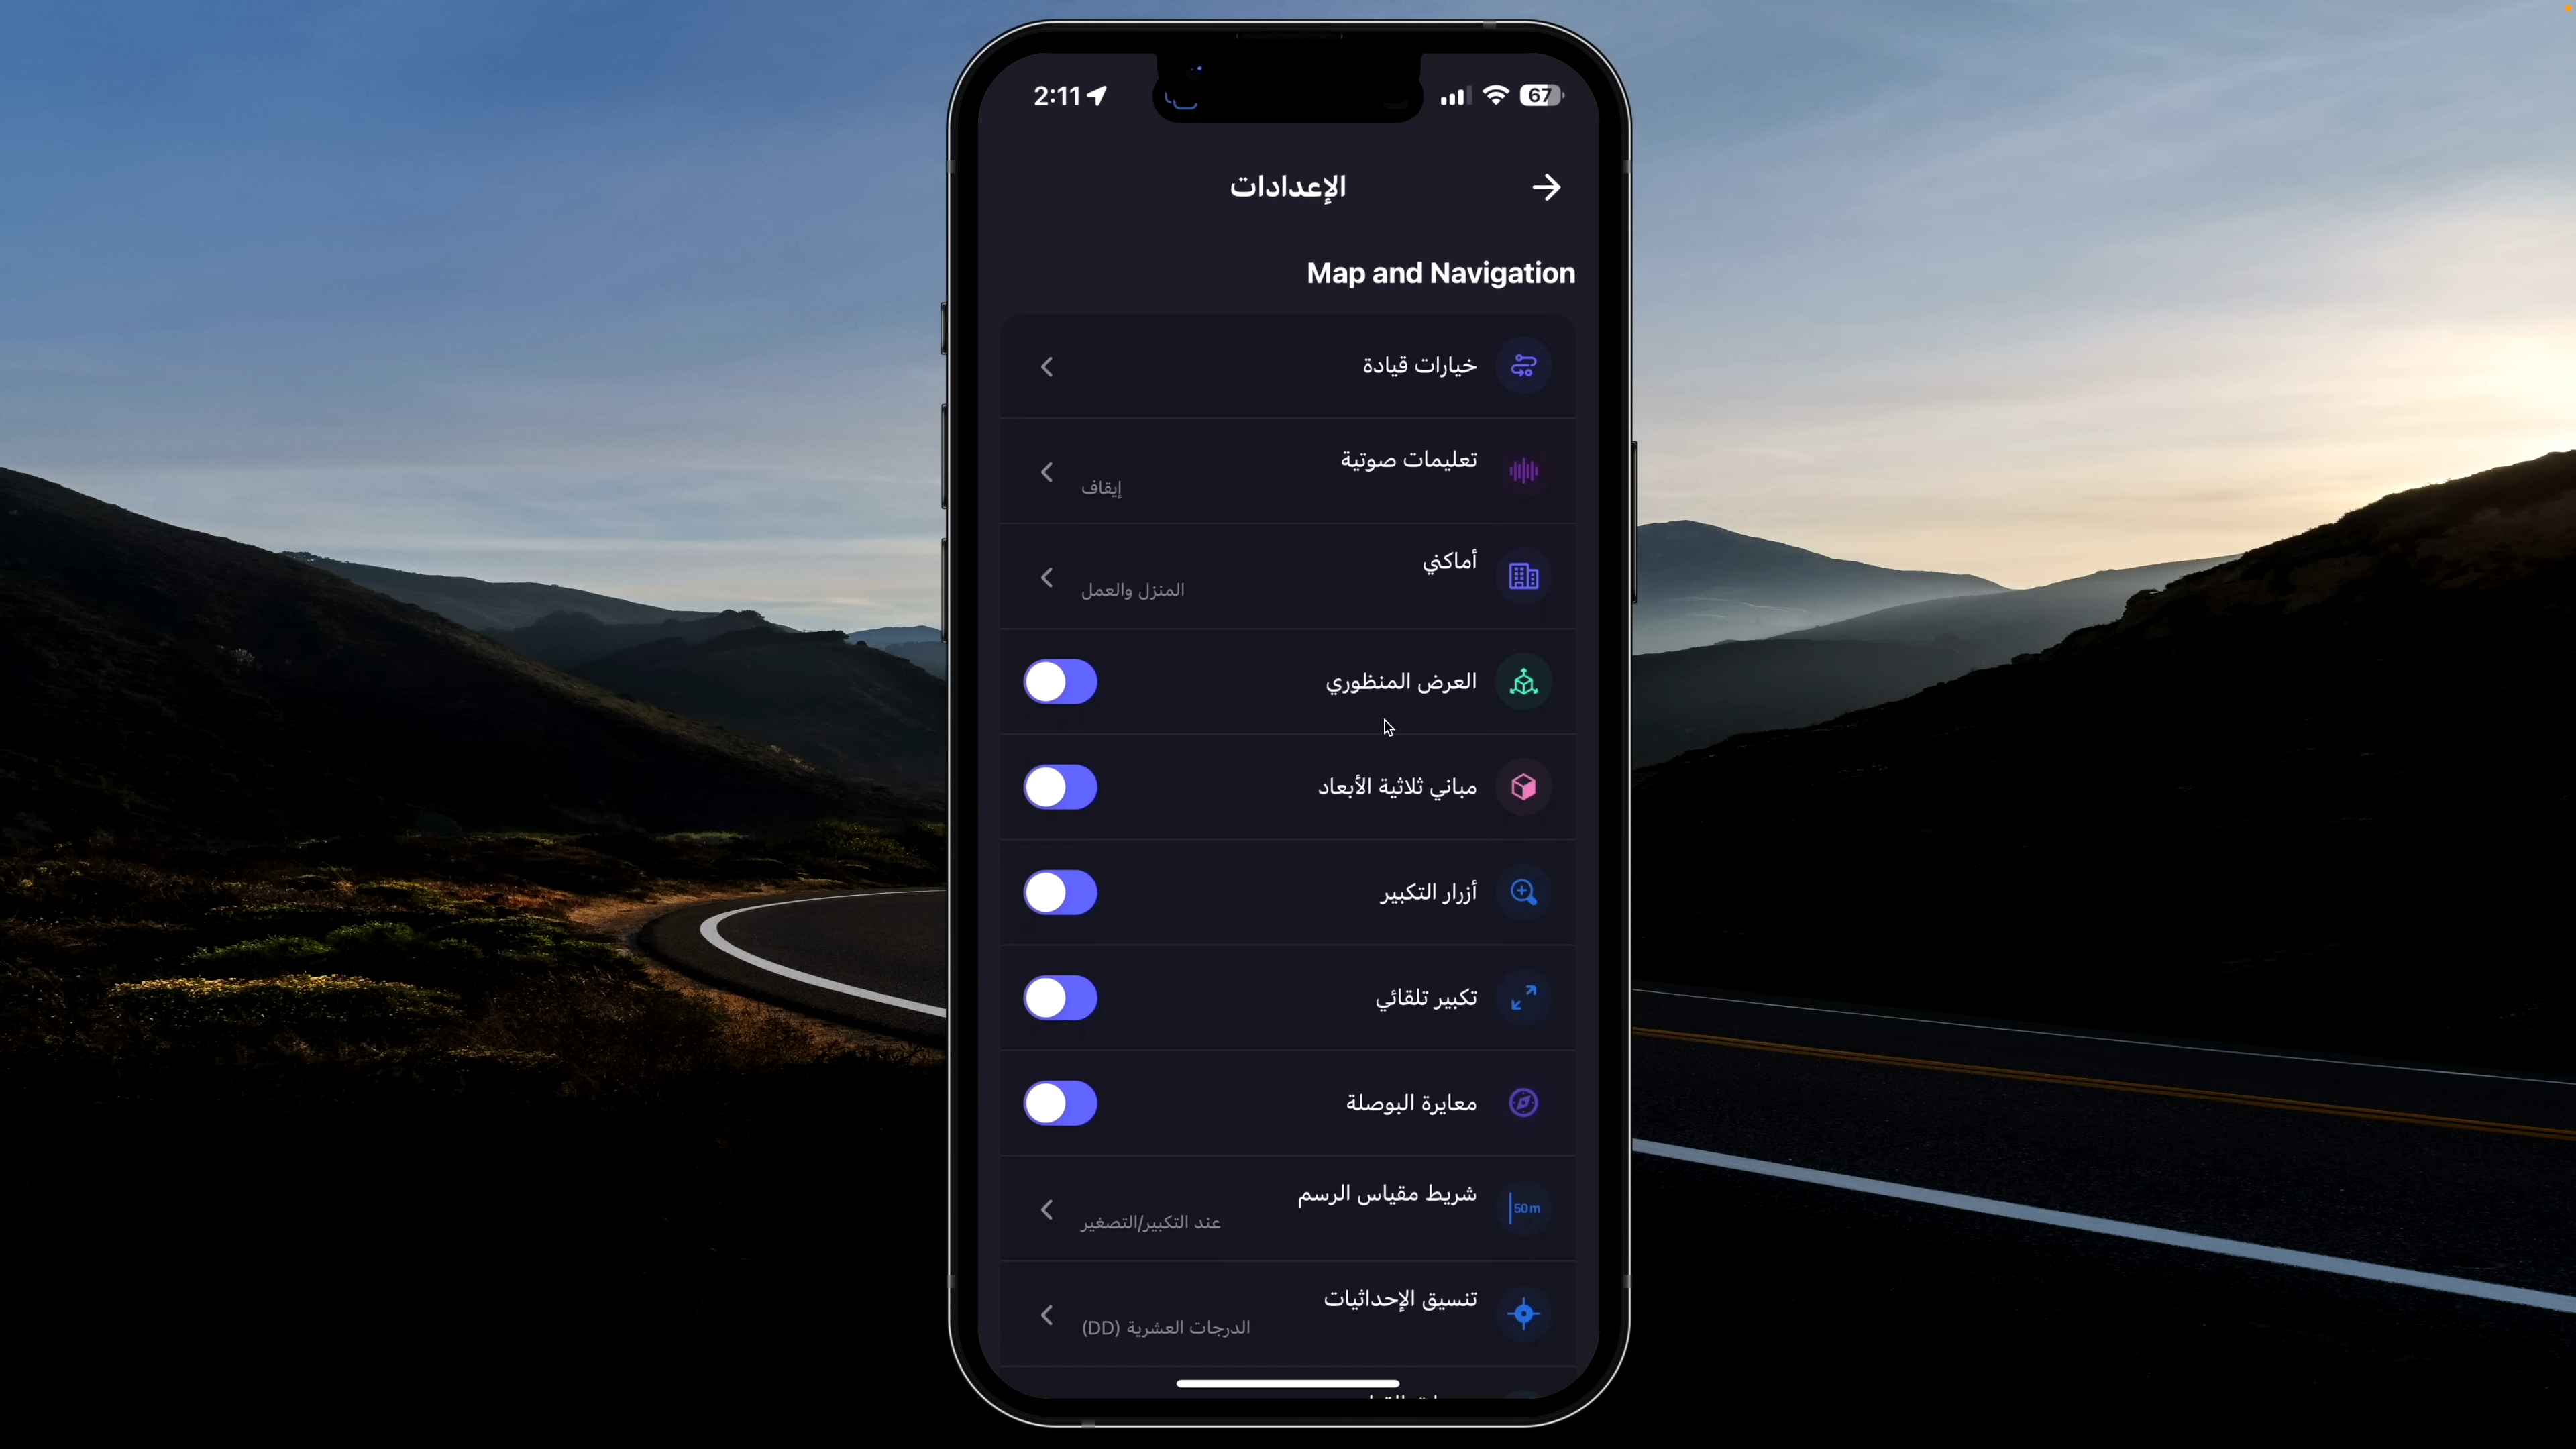 2:11
67
الإعدادات
Map and Navigation
خيارات قيادة
تعليمات صوتية
إيقاف
أماكني
المنزل والعمل
العرض المنظوري
مباني ثلاثية الأبعاد
أزرار التكبير
تكبير تلقائي
معايرة البوصلة
50 m
شريط مقياس الرسم
عند التكبير/التصغير
تنسيق الإحداثيات
الدرجات العشرية (DD)